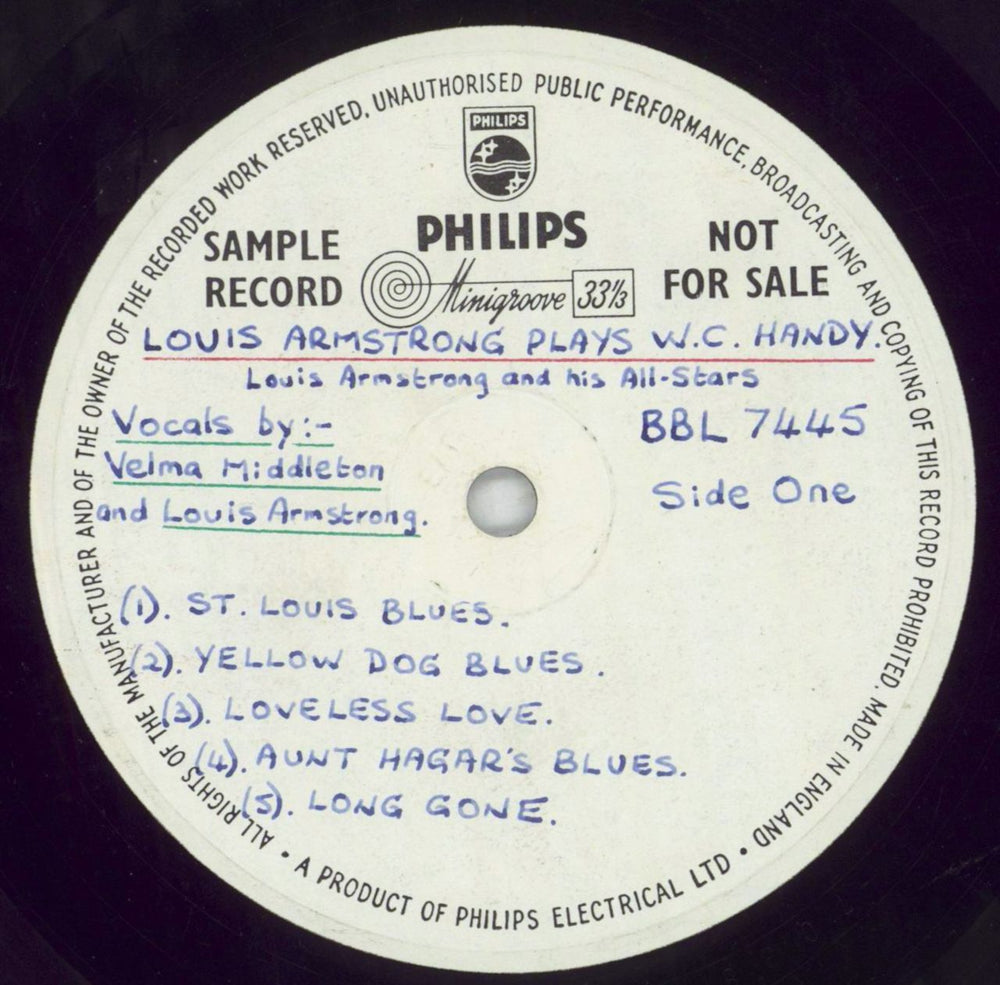 ALL RIGHTS OF THE MANUFACTURER AND OF THE OWNER OF THE RECORDED WORK RESERVED, UNAUTHORISED PUBLIC PERFORMANCE, BROADCASTING AND COPYING OF THIS RECORD PROHIBITED. MADE IN ENGLAND •
PHILIPS
PHILIPS
SAMPLE RECORD
NOT FOR SALE
Minigroove 33⅓
LOUIS ARMSTRONG PLAYS W.C. HANDY.
Louis Armstrong and his All-Stars
Vocals by:-
Velma Middleton
and Louis Armstrong.
BBL 7445
Side One
(1). ST. LOUIS BLUES.
(2). YELLOW DOG BLUES.
(3). LOVELESS LOVE.
(4). AUNT HAGAR'S BLUES.
(5). LONG GONE.
• A PRODUCT OF PHILIPS ELECTRICAL LTD